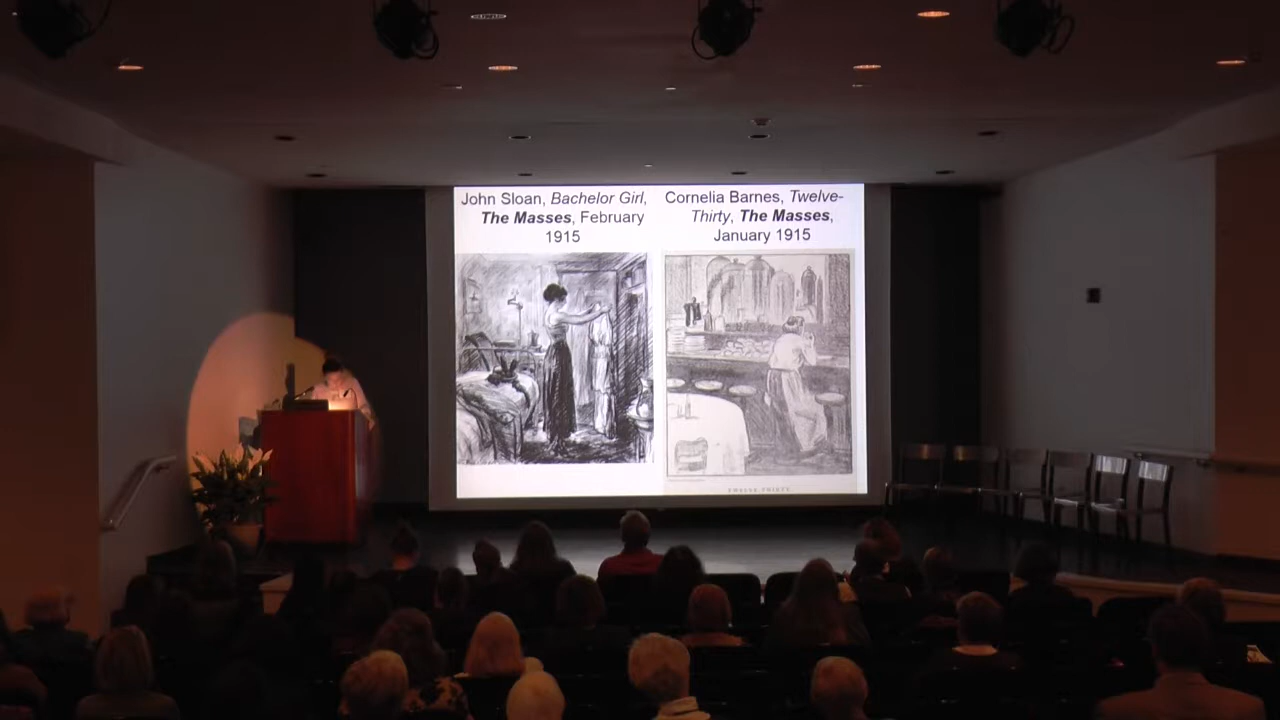 John Sloan, Bachelor Girl,
The Masses, February
1915
Cornelia Barnes, Twelve-
Thirty, The Masses,
January 1915
TWELVE THIRTY